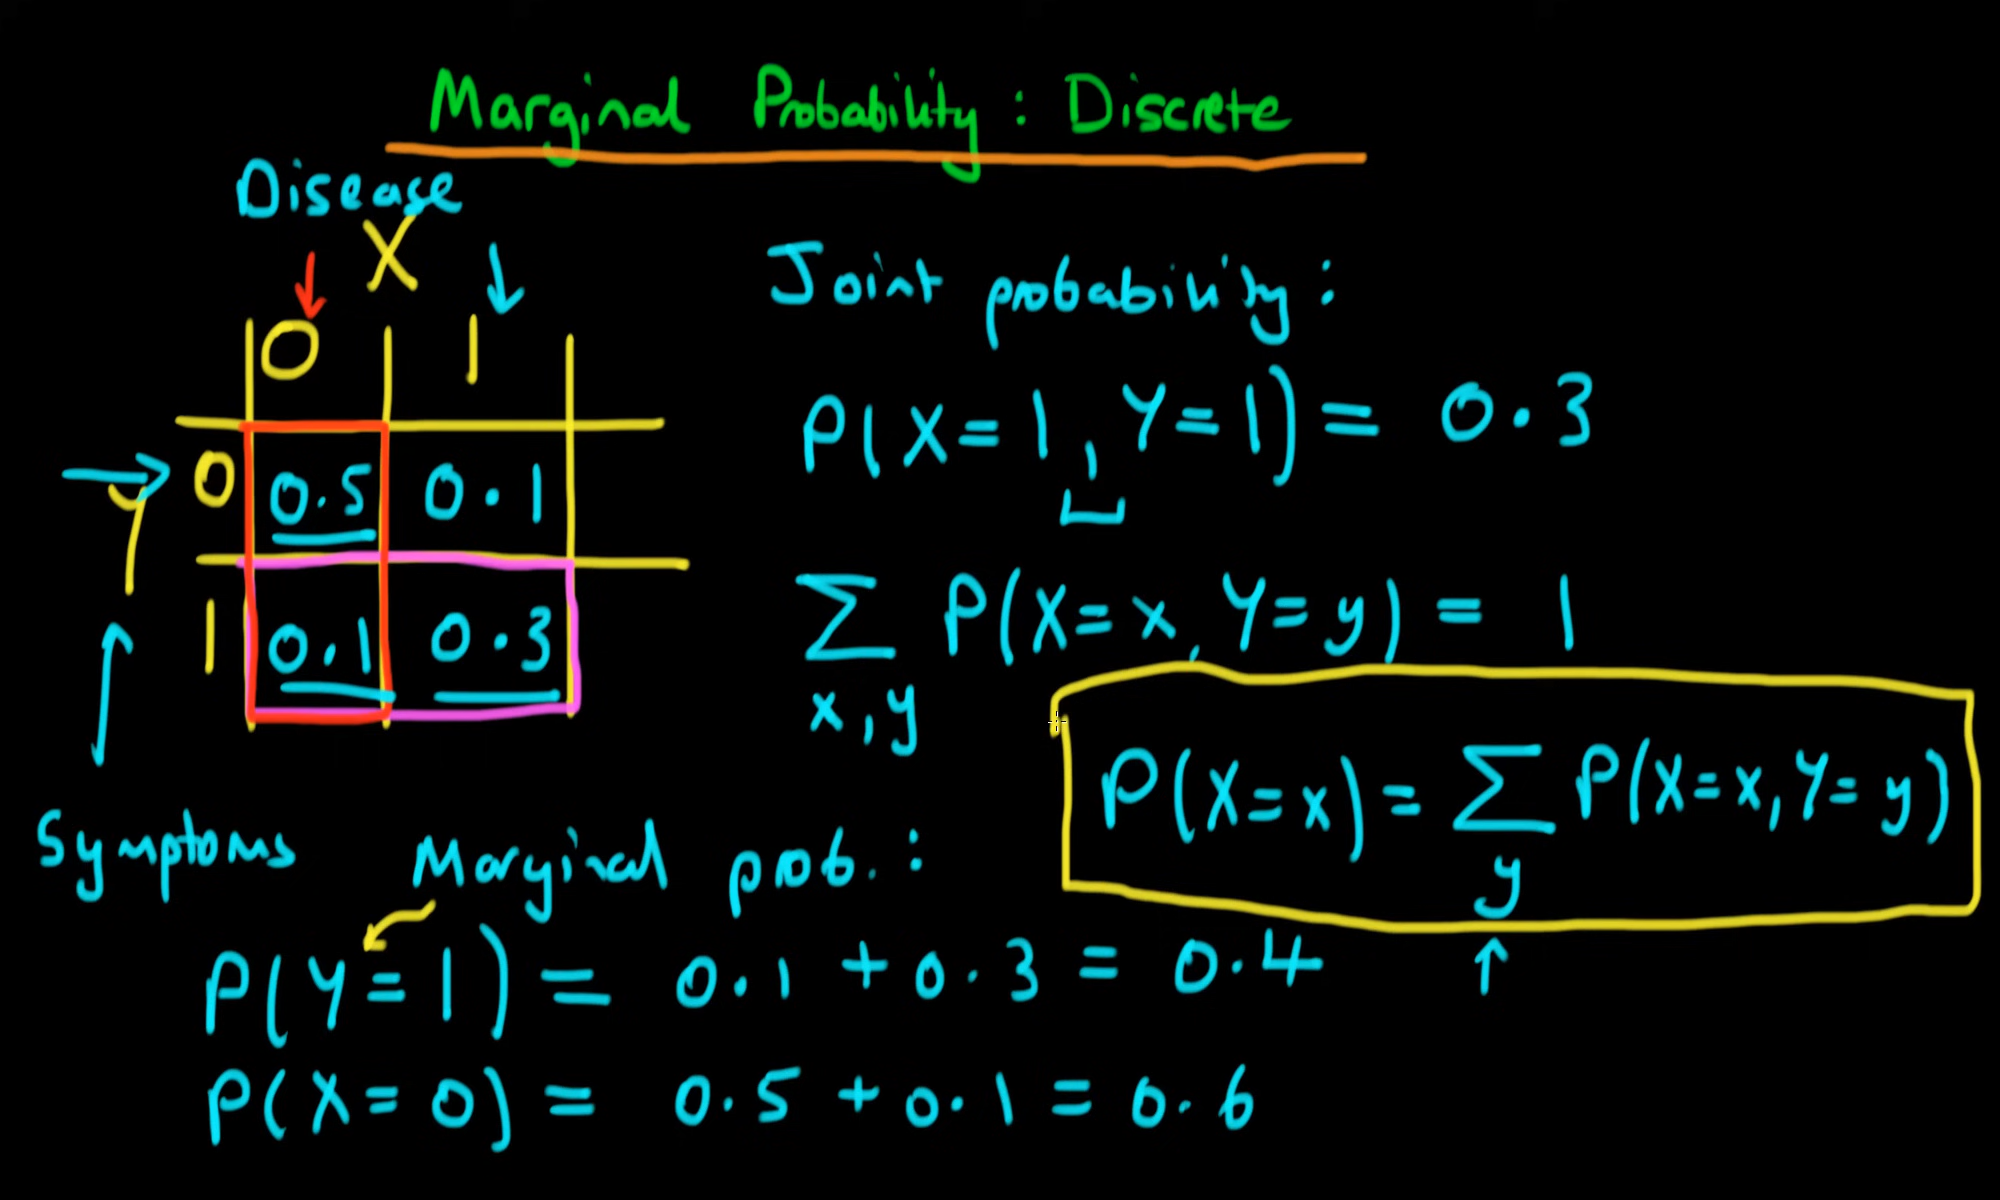 Marginal Probability: Discrete
Disease
X
0 1
Y
0 0.5 0.1
1 0.1 0.3
Symptoms
Joint probability:
P(X=1, Y=1) = 0.3
∑ P(X=x, Y=y) = 1
x,y
P(X=x) = ∑ P(X=x, Y=y)
y
Marginal prob.:
P(Y=1) = 0.1 + 0.3 = 0.4
P(X=0) = 0.5 + 0.1 = 0.6